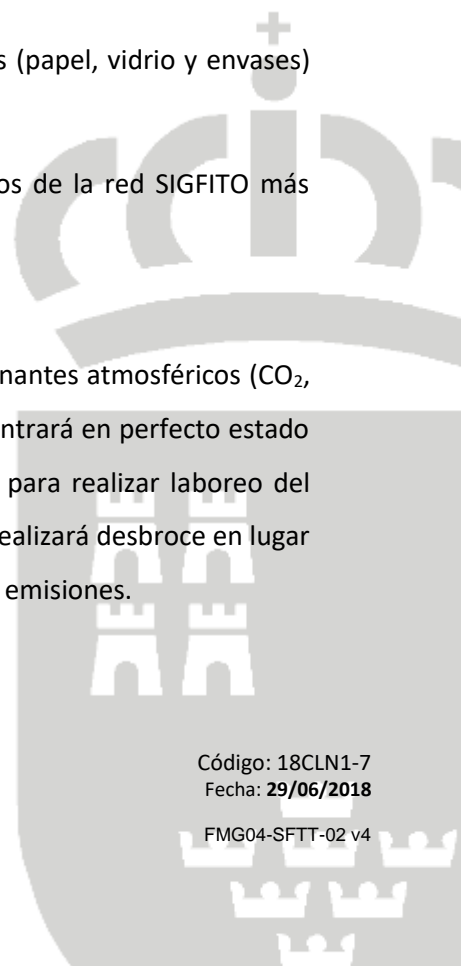 s (papel, vidrio y envases)
os de la red SIGFITO más
nantes atmosféricos (CO₂,
ntrará en perfecto estado
para realizar laboreo del
ealizará desbroce en lugar
emisiones.
Código: 18CLN1-7
Fecha: 29/06/2018
FMG04-SFTT-02 v4